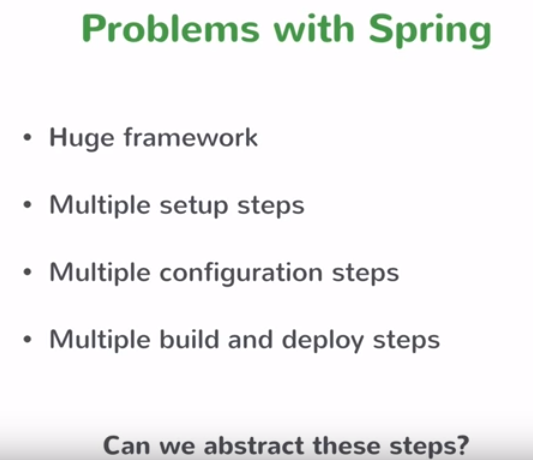 Problems with Spring
• Huge framework
• Multiple setup steps
• Multiple configuration steps
• Multiple build and deploy steps
Can we abstract these steps?